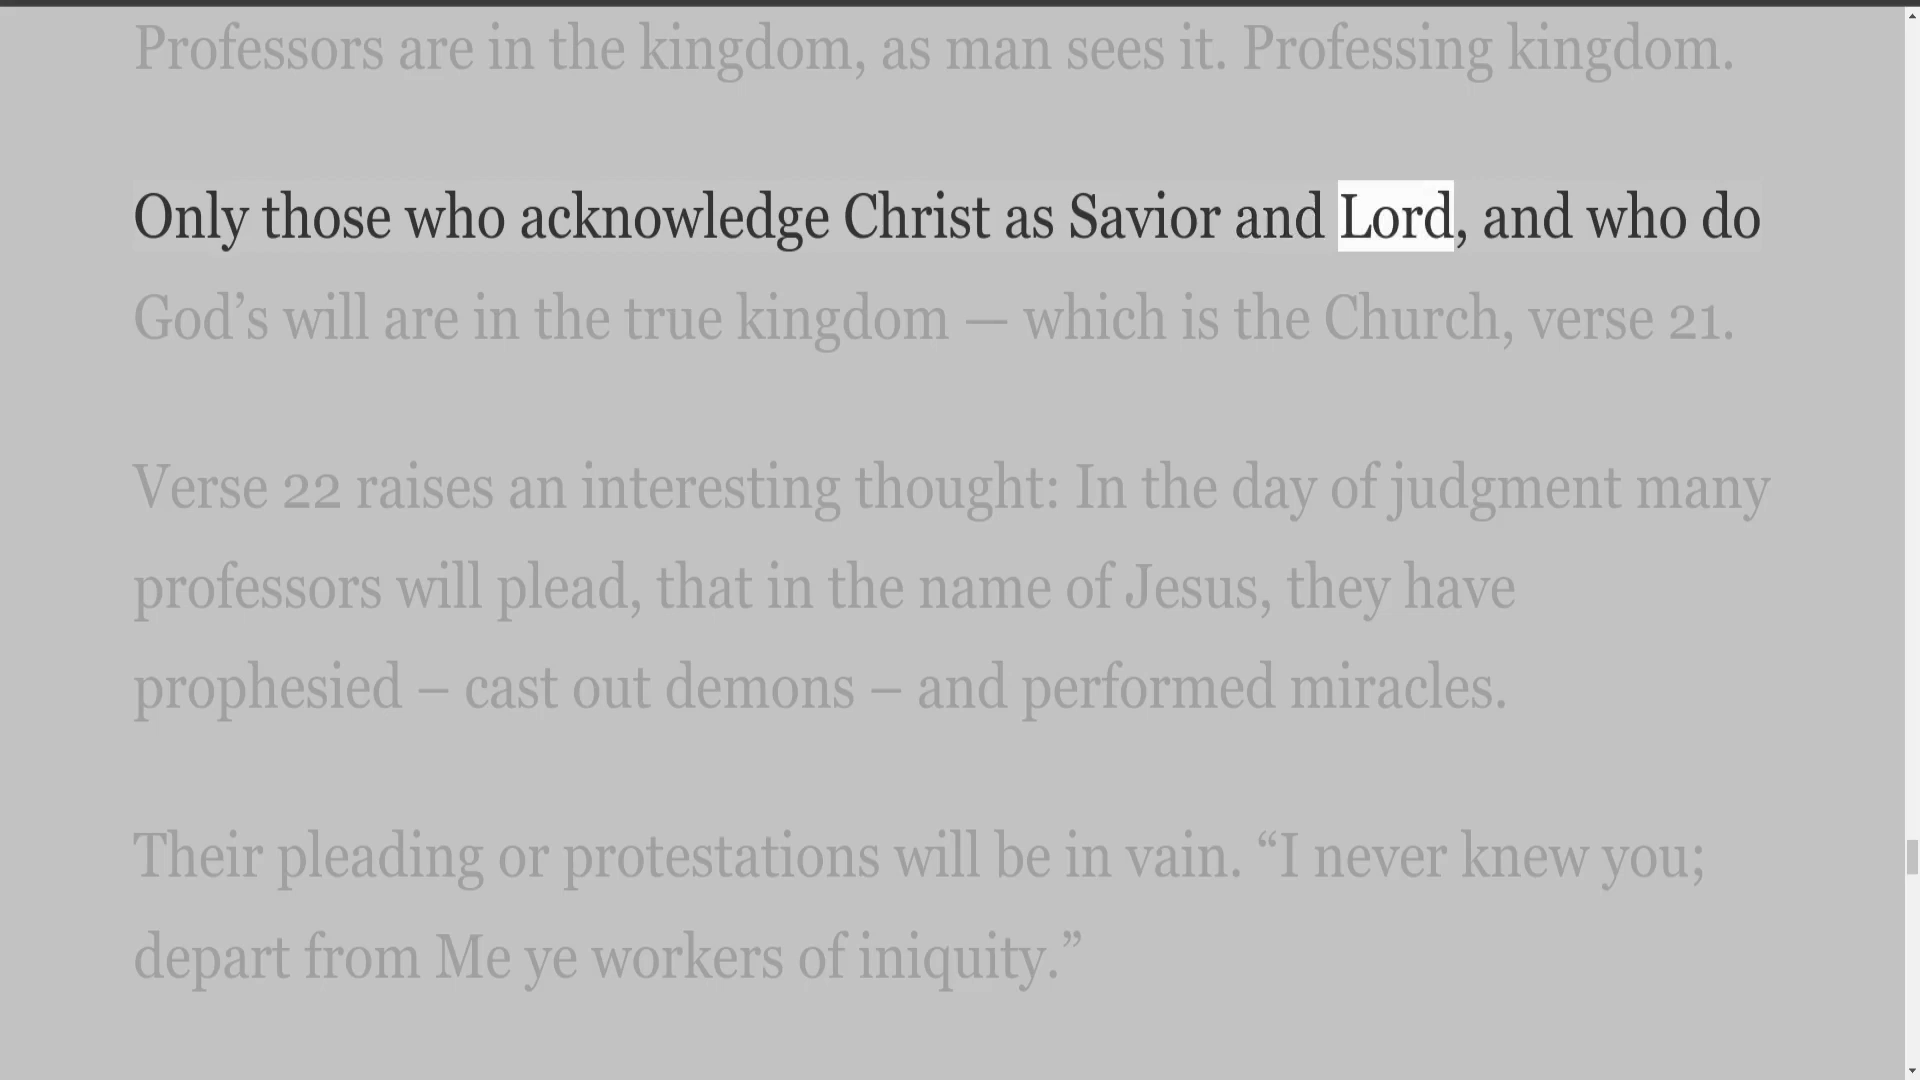 Professors are in the kingdom, as man sees it. Professing kingdom.
Only those who acknowledge Christ as Savior and Lord, and who do
God’s will are in the true kingdom — which is the Church, verse 21.
Verse 22 raises an interesting thought: In the day of judgment many
professors will plead, that in the name of Jesus, they have
prophesied – cast out demons – and performed miracles.
Their pleading or protestations will be in vain. “I never knew you;
depart from Me ye workers of iniquity.”